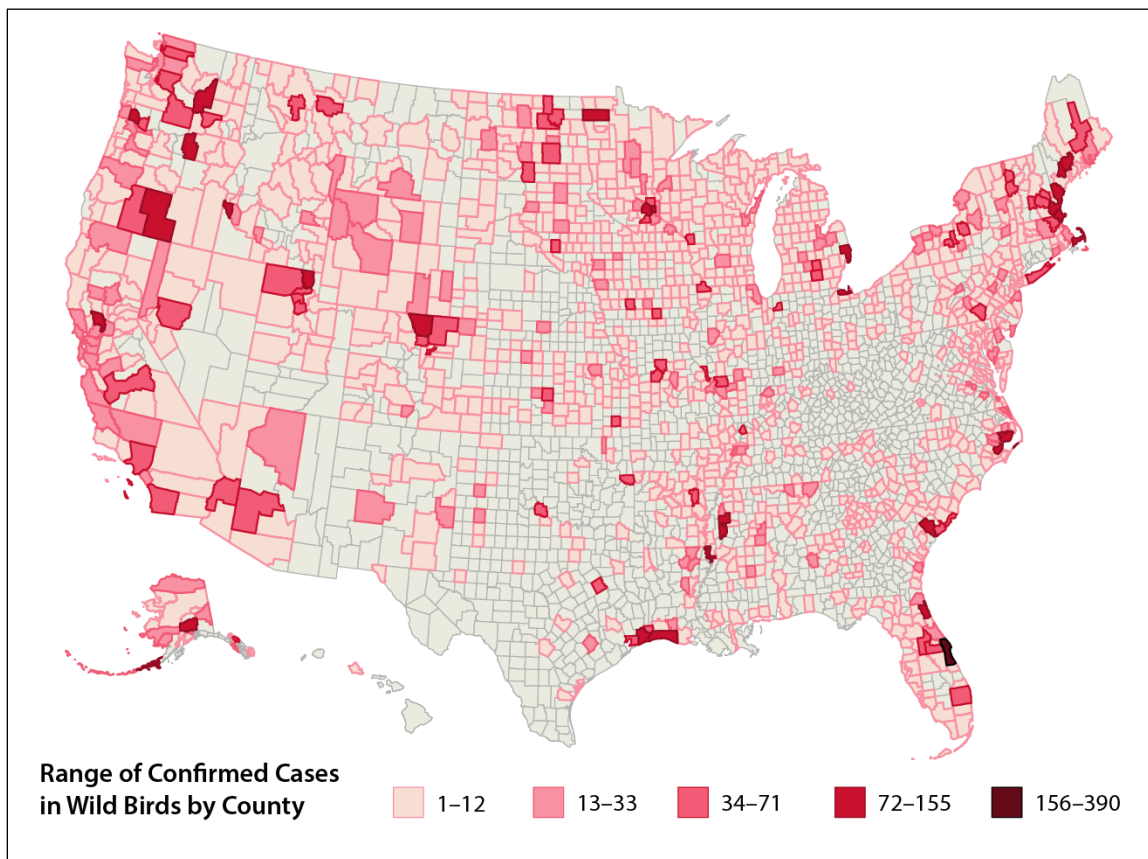 Range of Confirmed Cases
in Wild Birds by County
1–12
13–33
34–71
72–155
156–390